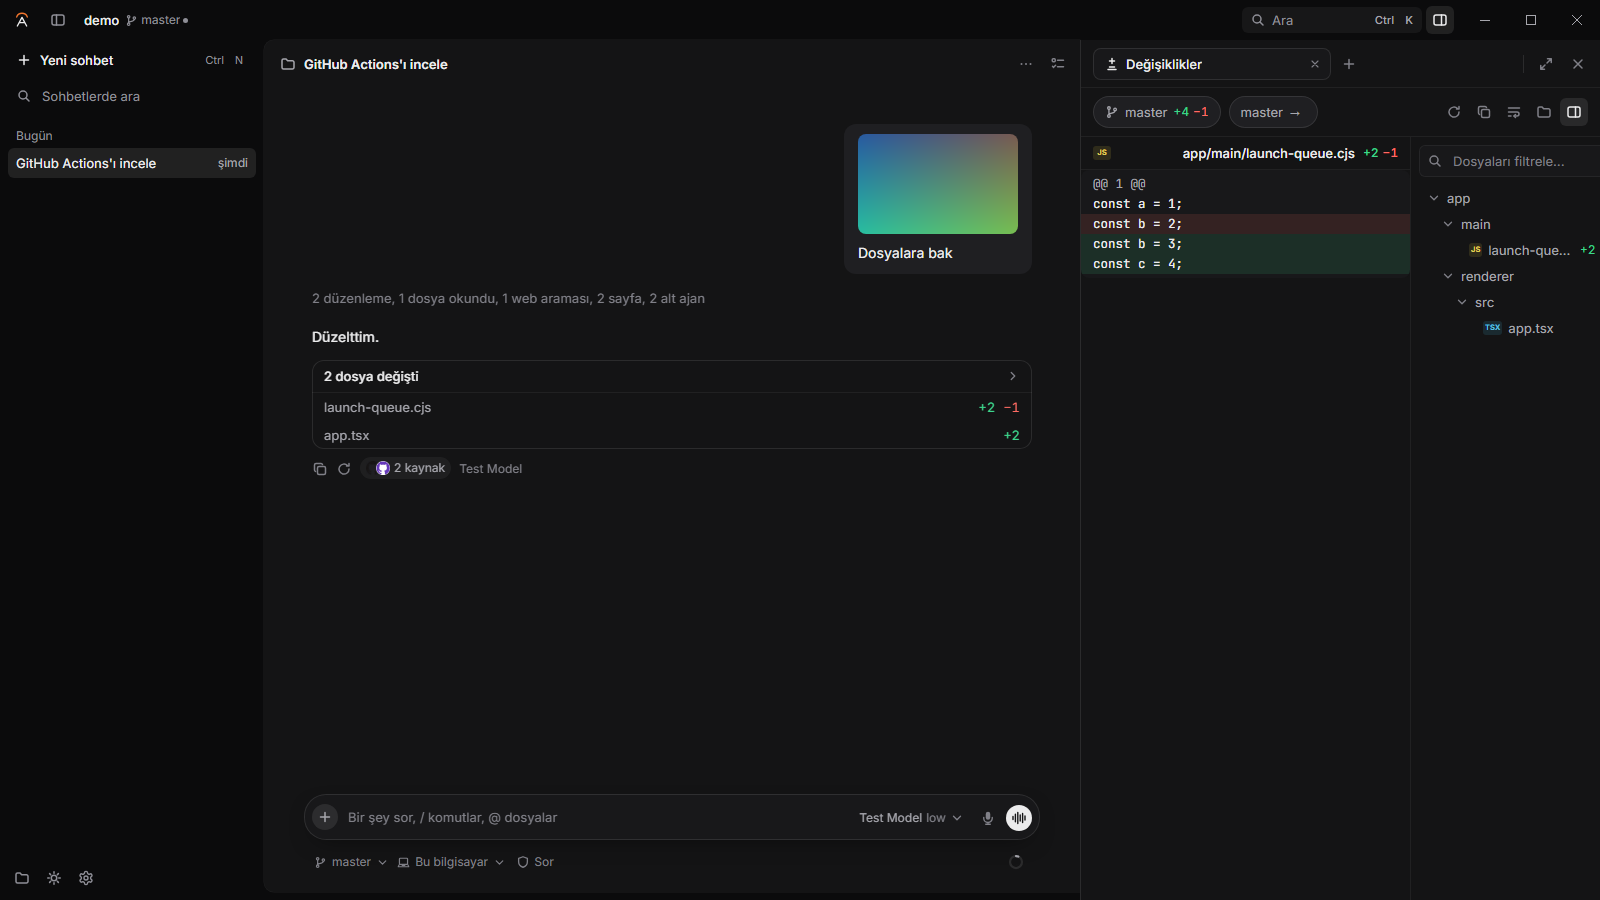 demo master
Ara Ctrl K
Yeni sohbet Ctrl N
Sohbetlerde ara
Bugün
GitHub Actions'ı incele şimdi
GitHub Actions'ı incele
Dosyalara bak
2 düzenleme, 1 dosya okundu, 1 web araması, 2 sayfa, 2 alt ajan
Düzelttim.
2 dosya değişti
launch-queue.cjs +2 −1
app.tsx +2
2 kaynak Test Model
Bir şey sor, / komutlar, @ dosyalar
Test Model low
master Bu bilgisayar Sor
Değişiklikler
master +4 −1 master →
JS app/main/launch-queue.cjs +2 −1
@@ 1 @@
const a = 1;
const b = 2;
const b = 3;
const c = 4;
Dosyaları filtrele...
app
main
JS launch-que... +2
renderer
src
TSX app.tsx